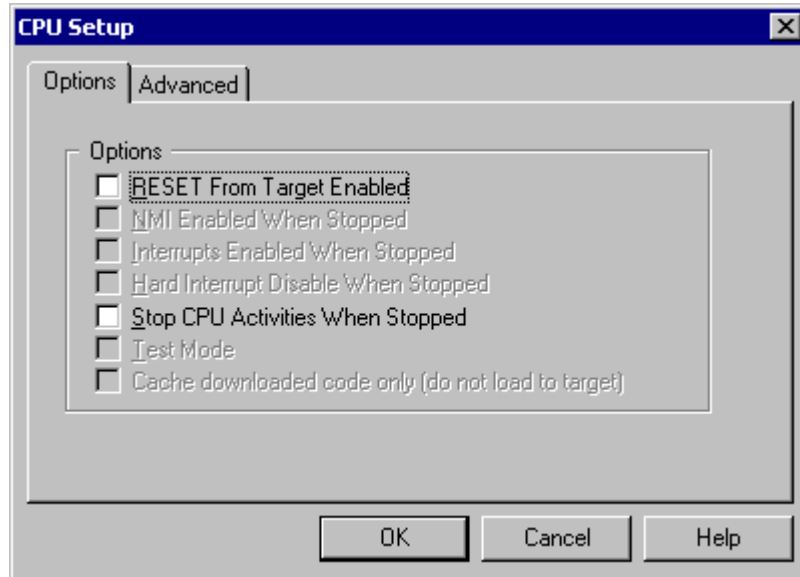 CPU Setup
Options Advanced
Options
RESET From Target Enabled
NMI Enabled When Stopped
Interrupts Enabled When Stopped
Hard Interrupt Disable When Stopped
Stop CPU Activities When Stopped
Test Mode
Cache downloaded code only (do not load to target)
OK Cancel Help